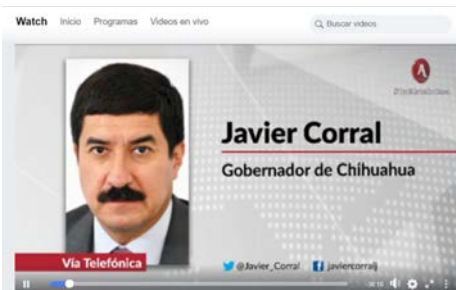 Watch Inicio Programas Videos en vivo Buscar videos
Javier Corral
Gobernador de Chihuahua
Vía Telefónica
@Javier_Corral javiercorralj